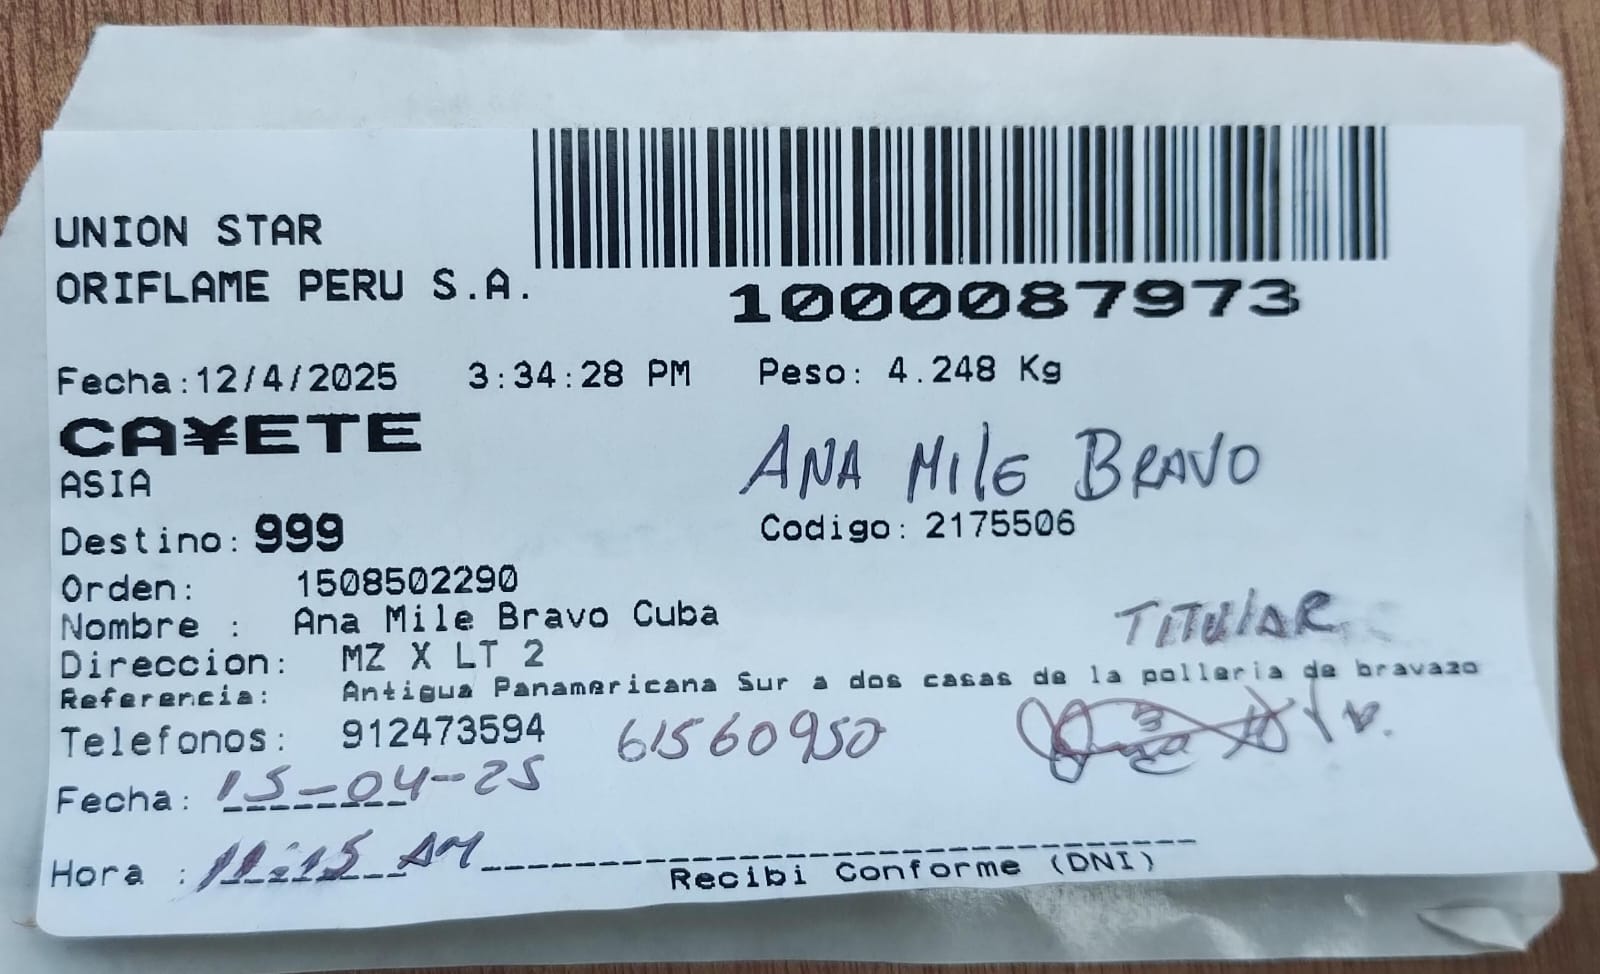 UNION STAR
ORIFLAME PERU S.A.
1000087973
Fecha:12/4/2025 3:34:28 PM Peso: 4.248 Kg
CA¥ETE
ANA MILE BRAVO
ASIA
Destino: 999 Codigo: 2175506
Orden: 1508502290
Nombre : Ana Mile Bravo Cuba
TITULAR
Direccion: MZ X LT 2
Referencia: Antigua Panamericana Sur a dos casas de la polleria de bravazo
Telefonos: 912473594 61560950
Fecha: 15-04-25
Hora : 11:15 AM
Recibi Conforme (DNI)